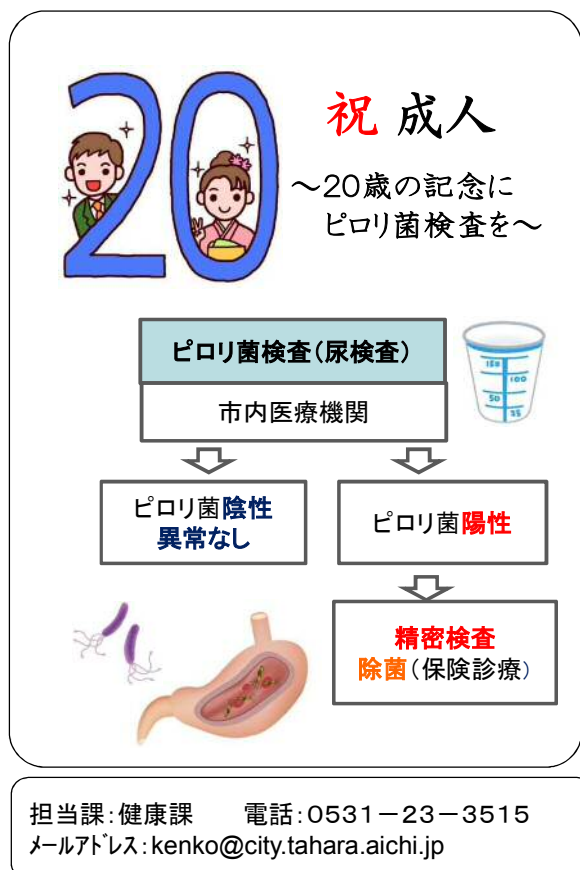 20
祝 成人
～20歳の記念に
ピロリ菌検査を～
ピロリ菌検査(尿検査)
市内医療機関
150
100
50
25
ピロリ菌陰性
異常なし
ピロリ菌陽性
精密検査
除菌(保険診療)
担当課:健康課　電話:0531－23－3515
メールアドレス:kenko@city.tahara.aichi.jp